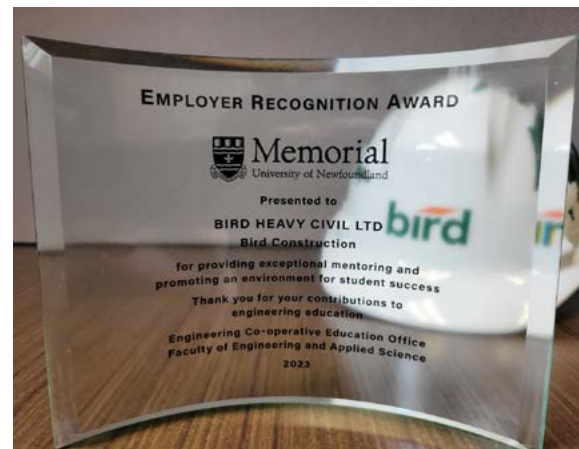 EMPLOYER RECOGNITION AWARD
Memorial
University of Newfoundland
Presented to
BIRD HEAVY CIVIL LTD
Bird Construction
bird
for providing exceptional mentoring and
promoting an environment for student success
Thank you for your contributions to
engineering education
Engineering Co-operative Education Office
Faculty of Engineering and Applied Science
2023